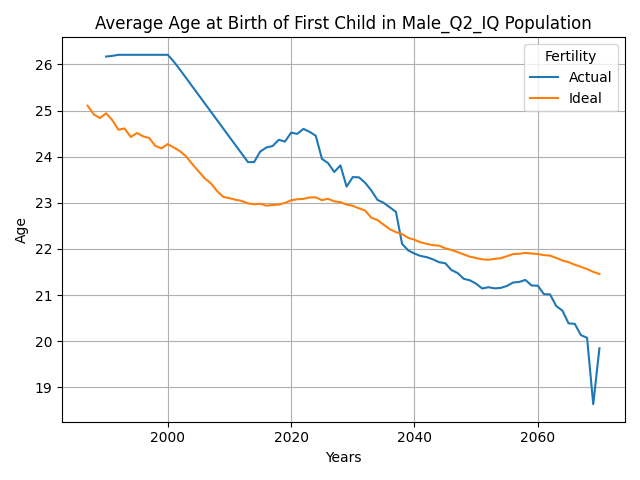 Average Age at Birth of First Child in Male_Q2_IQ Population
Fertility
Actual
Ideal
Age
26
25
24
23
22
21
20
19
2000
2020
2040
2060
Years